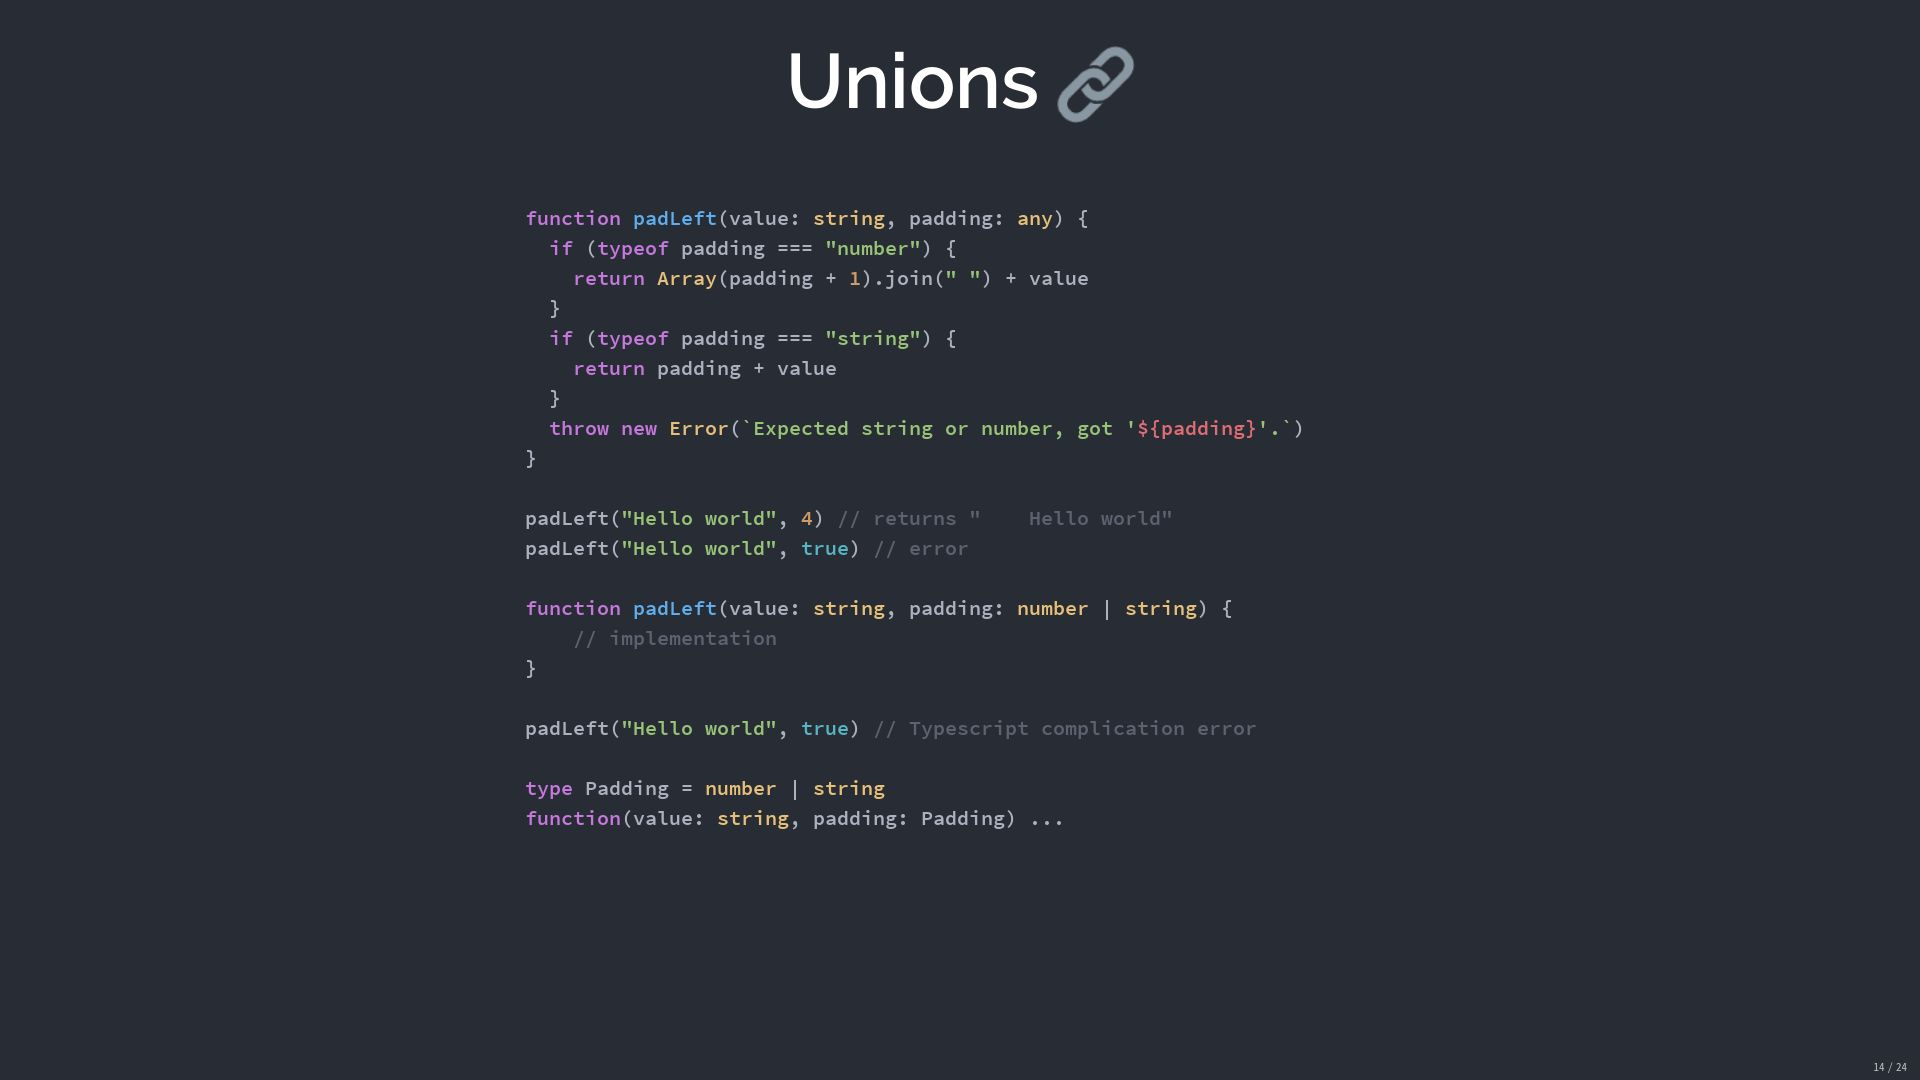 Unions 🔗
function padLeft(value: string, padding: any) {
  if (typeof padding === "number") {
    return Array(padding + 1).join(" ") + value
  }
  if (typeof padding === "string") {
    return padding + value
  }
  throw new Error(`Expected string or number, got '${padding}'.`)
}

padLeft("Hello world", 4) // returns "    Hello world"
padLeft("Hello world", true) // error

function padLeft(value: string, padding: number | string) {
    // implementation
}

padLeft("Hello world", true) // Typescript complication error

type Padding = number | string
function(value: string, padding: Padding) ...
14 / 24